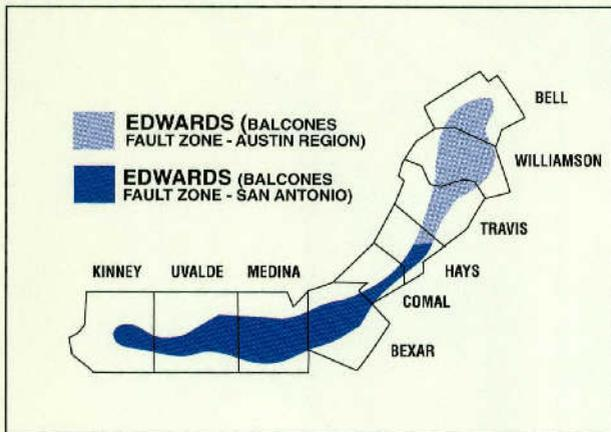 EDWARDS (BALCONES
FAULT ZONE - AUSTIN REGION)
EDWARDS (BALCONES
FAULT ZONE - SAN ANTONIO)
BELL
WILLIAMSON
TRAVIS
HAYS
COMAL
BEXAR
KINNEY UVALDE MEDINA